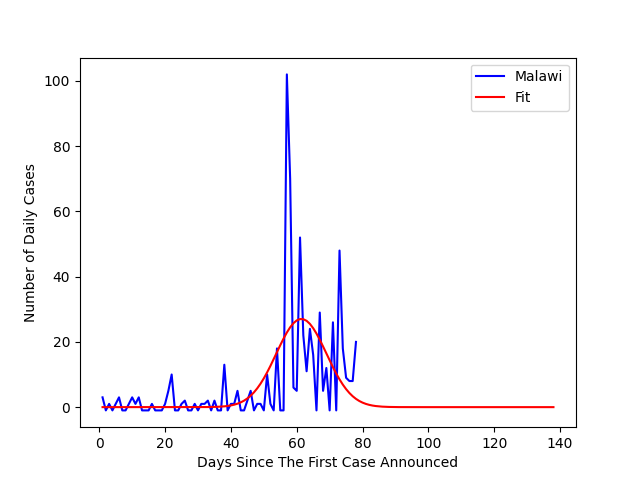 Malawi
Fit
100
80
60
40
20
0
Number of Daily Cases
0 20 40 60 80 100 120 140
Days Since The First Case Announced